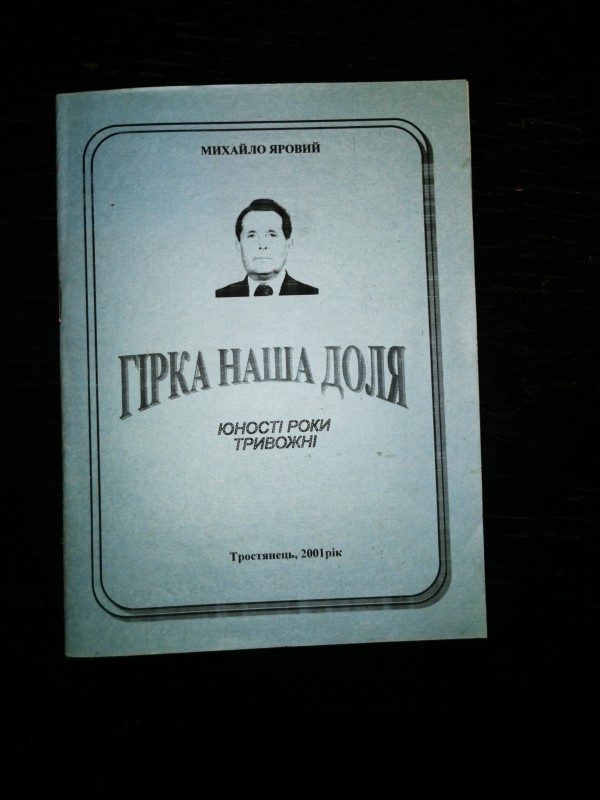 МИХАЙЛО ЯРОВИЙ
ГІРКА НАША ДОЛЯ
ЮНОСТІ РОКИ
ТРИВОЖНІ
Тростянець, 2001рік